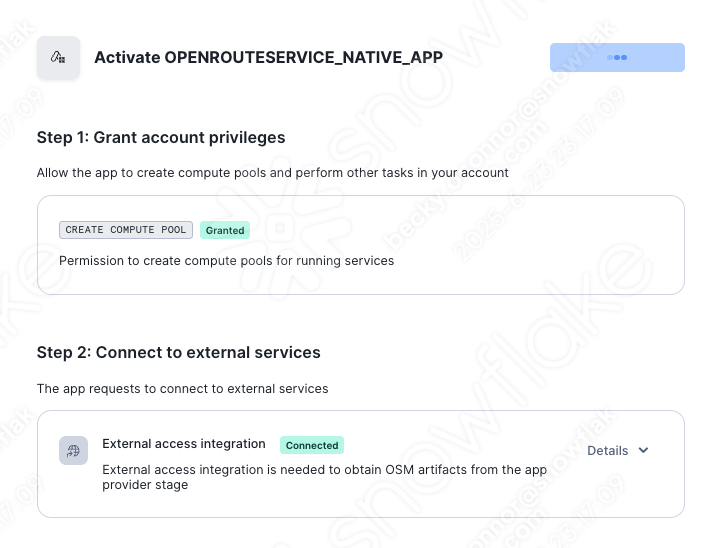 Activate OPENROUTESERVICE_NATIVE_APP
Step 1: Grant account privileges
Allow the app to create compute pools and perform other tasks in your account
CREATE COMPUTE POOL Granted
Permission to create compute pools for running services
Step 2: Connect to external services
The app requests to connect to external services
External access integration Connected
Details
External access integration is needed to obtain OSM artifacts from the app
provider stage
snowflake